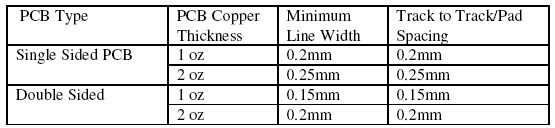 PCB Type PCB Copper Thickness Minimum Line Width Track to Track/Pad Spacing
Single Sided PCB 1 oz 0.2mm 0.2mm
2 oz 0.25mm 0.25mm
Double Sided 1 oz 0.15mm 0.15mm
2 oz 0.2mm 0.2mm